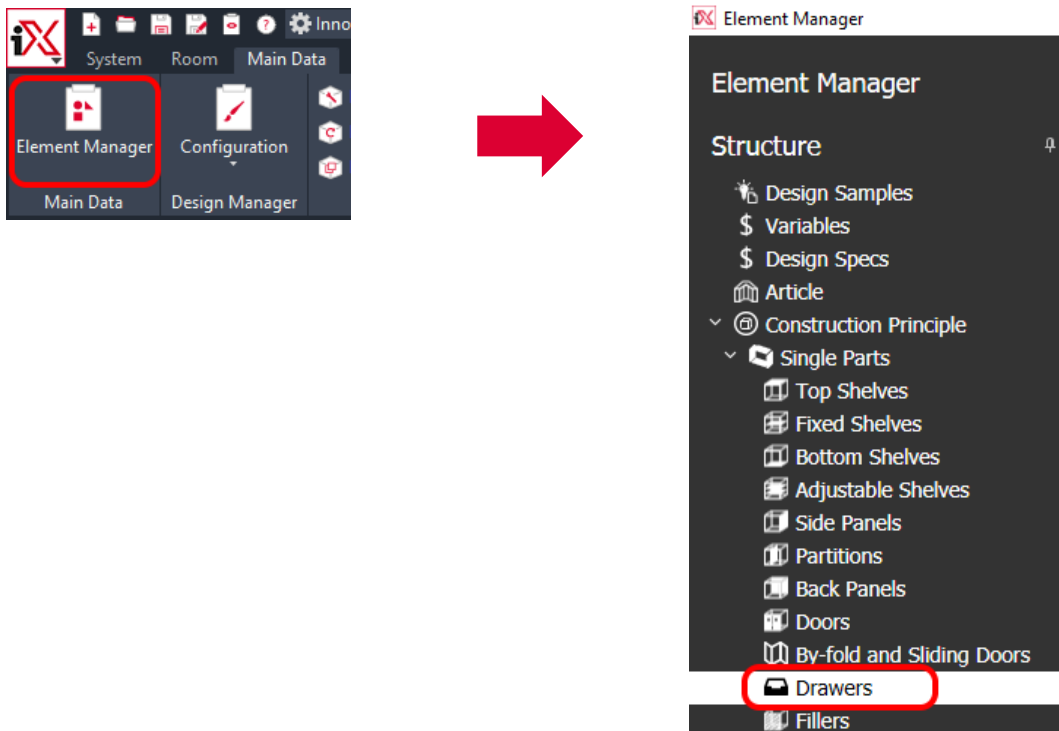 iX
Inno
System Room Main Data
Element Manager
Configuration
Main Data
Design Manager
Element Manager
Element Manager
Structure
Design Samples
$ Variables
$ Design Specs
Article
Construction Principle
Single Parts
Top Shelves
Fixed Shelves
Bottom Shelves
Adjustable Shelves
Side Panels
Partitions
Back Panels
Doors
By-fold and Sliding Doors
Drawers
Fillers